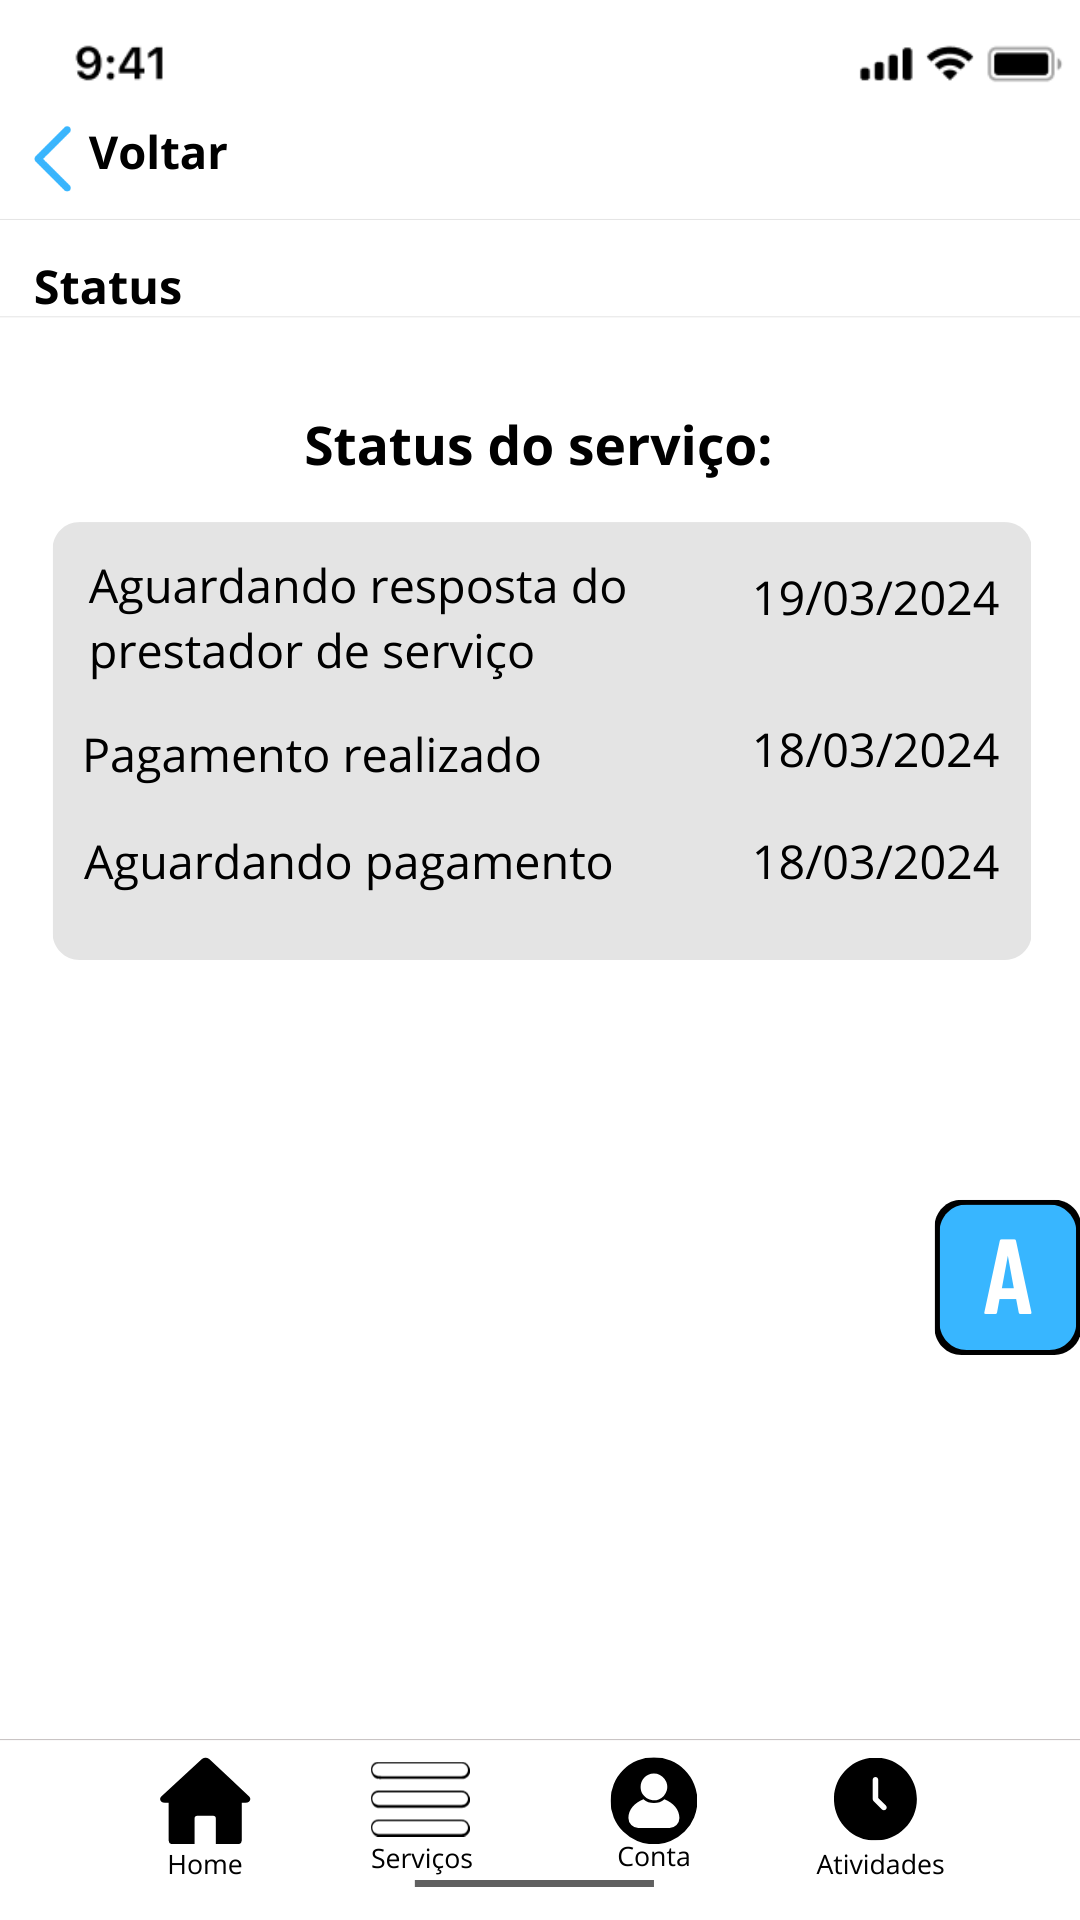 9:41
Voltar
Status
Status do serviço:
Aguardando resposta do
prestador de serviço
19/03/2024
Pagamento realizado
18/03/2024
Aguardando pagamento
18/03/2024
A
Home
Serviços
Conta
Atividades